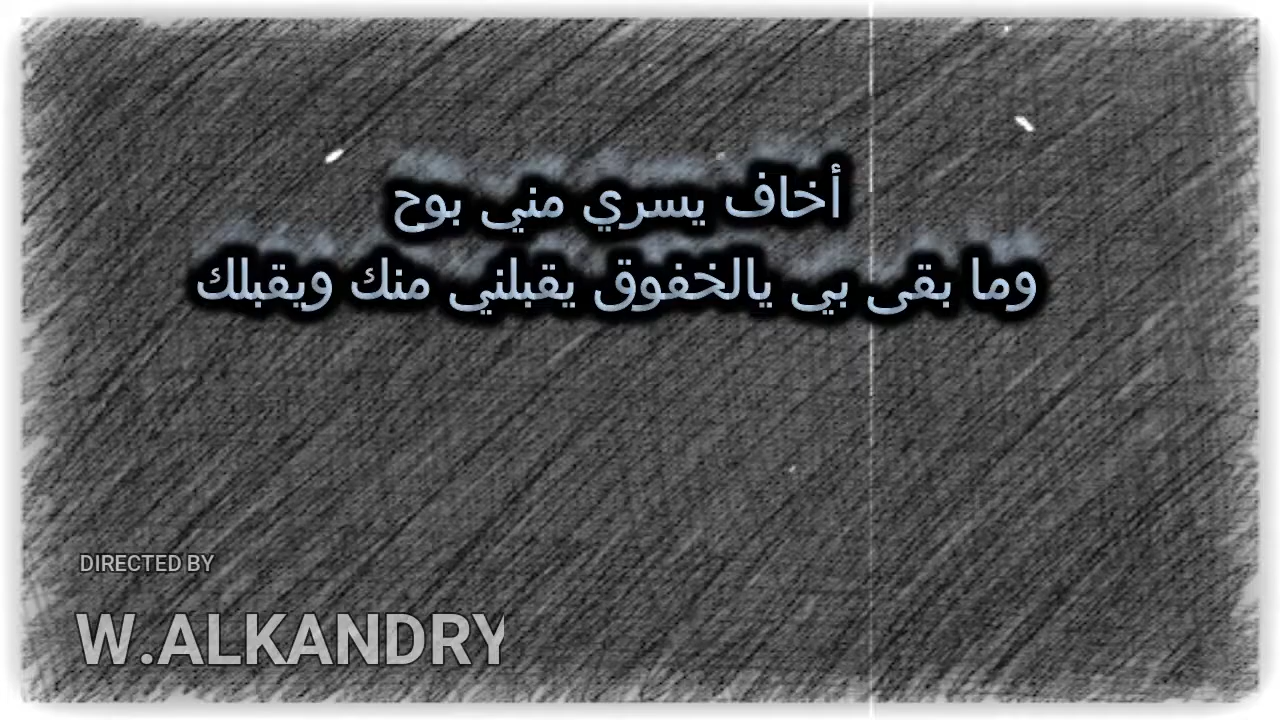 أخاف يسري مني بوح
وما بقى بي يالخفوق يقبلني منك ويقبلك
DIRECTED BY
W.ALKANDRY